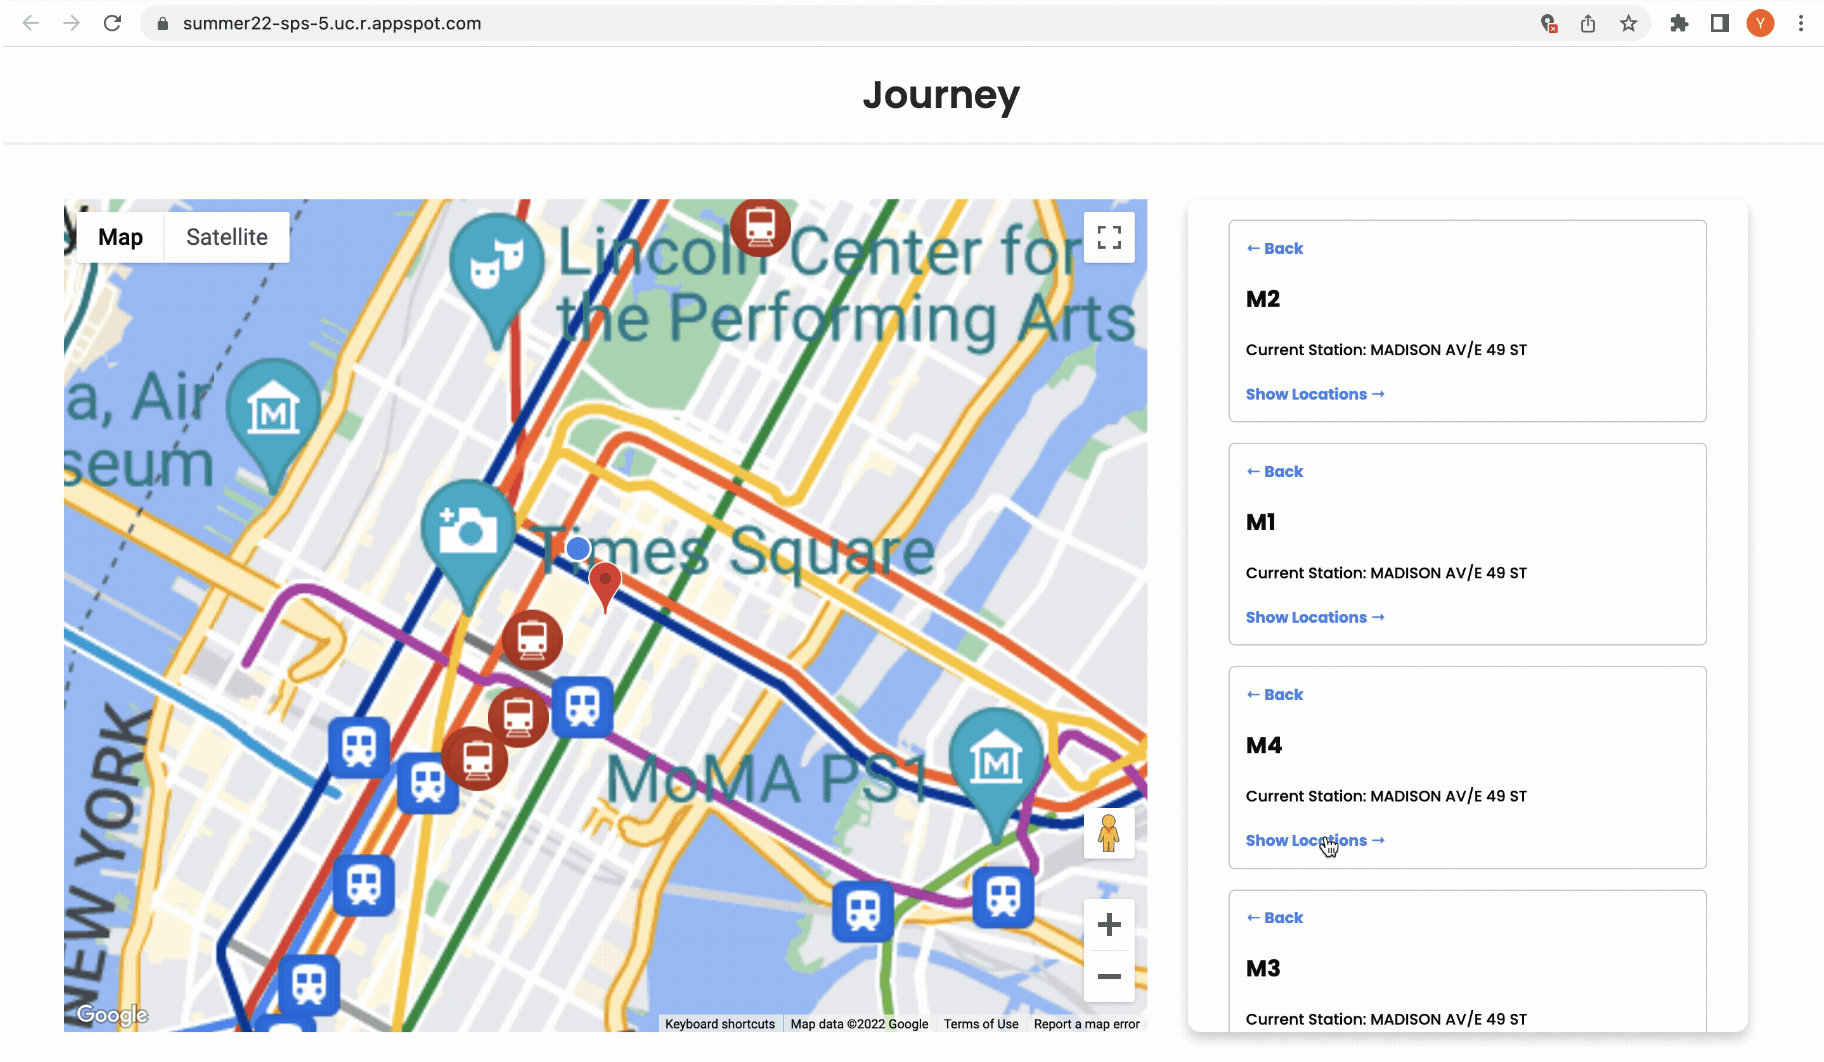 summer22-sps-5.uc.r.appspot.com
Y
Journey
Map
Satellite
Lincoln Center for
the Performing Arts
a, Air
seum
Times Square
MoMA PS1
NEW YORK
Google
Keyboard shortcuts
Map data ©2022 Google
Terms of Use
Report a map error
← Back
M2
Current Station: MADISON AV/E 49 ST
Show Locations →
← Back
M1
Current Station: MADISON AV/E 49 ST
Show Locations →
← Back
M4
Current Station: MADISON AV/E 49 ST
Show Locations →
← Back
M3
Current Station: MADISON AV/E 49 ST